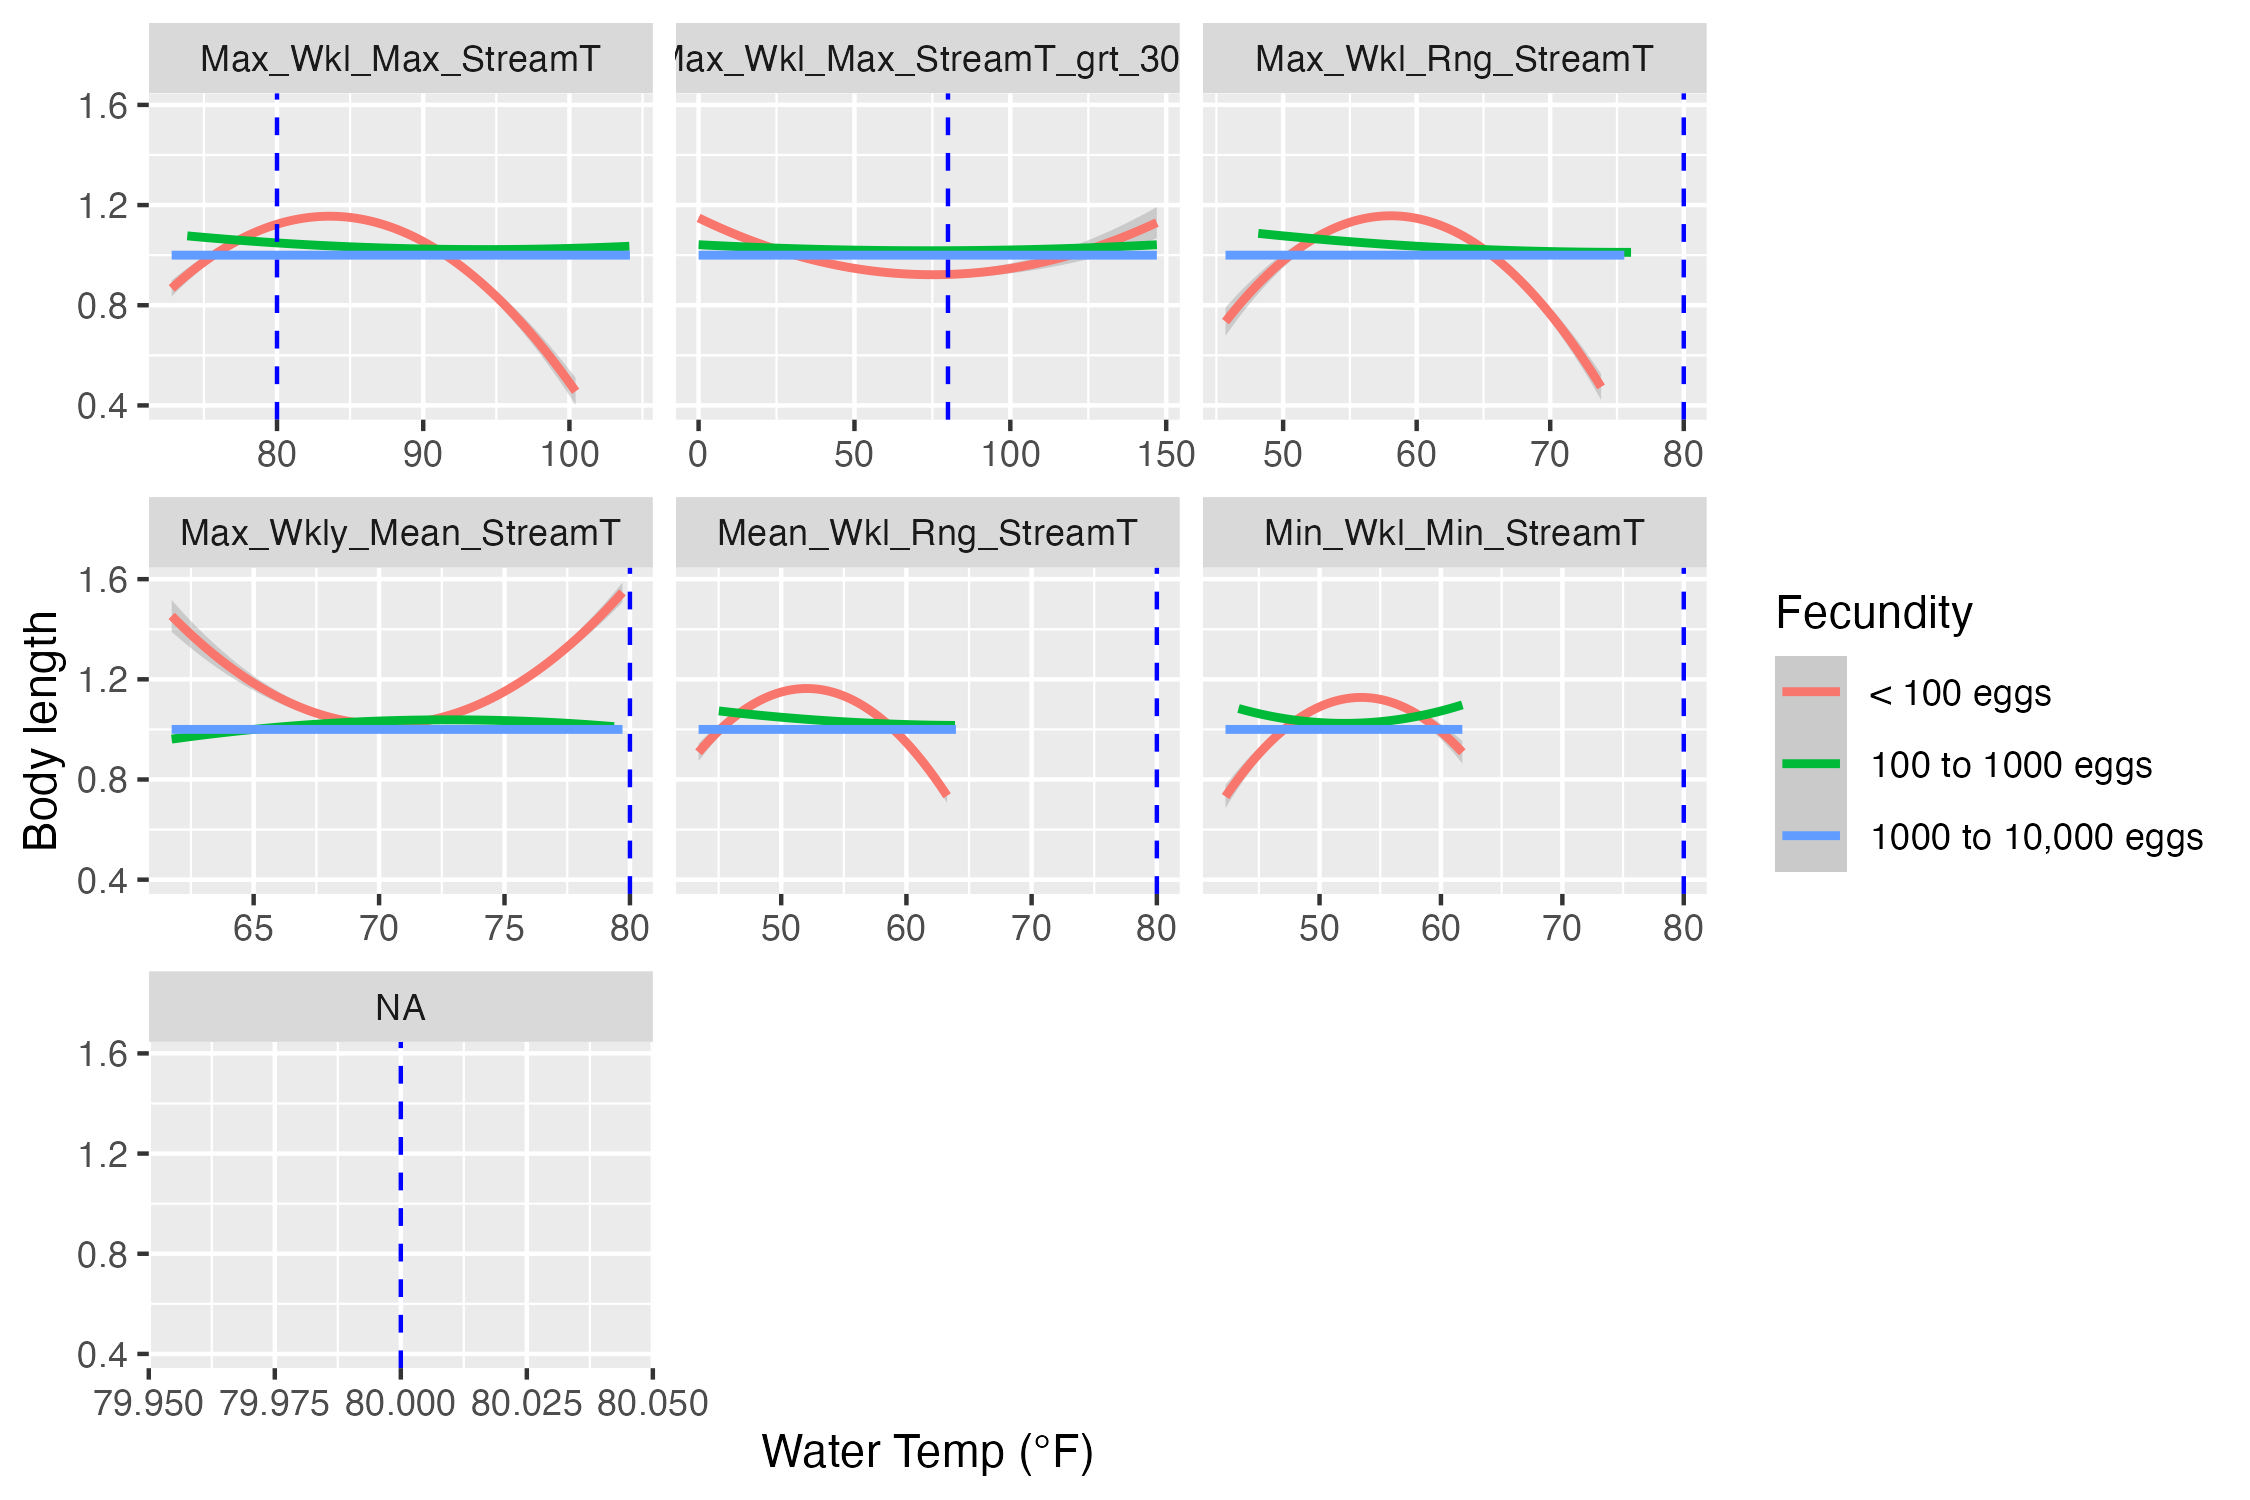 Max_Wkl_Max_StreamT
Max_Wkl_Max_StreamT_grt_30
Max_Wkl_Rng_StreamT
1.6
1.2
0.8
0.4
80 90 100
0 50 100 150
50 60 70 80
Max_Wkly_Mean_StreamT
Mean_Wkl_Rng_StreamT
Min_Wkl_Min_StreamT
1.6
1.2
0.8
0.4
65 70 75 80
50 60 70 80
50 60 70 80
NA
1.6
1.2
0.8
0.4
79.950 79.975 80.000 80.025 80.050
Water Temp (°F)
Body length
Fecundity
< 100 eggs
100 to 1000 eggs
1000 to 10,000 eggs